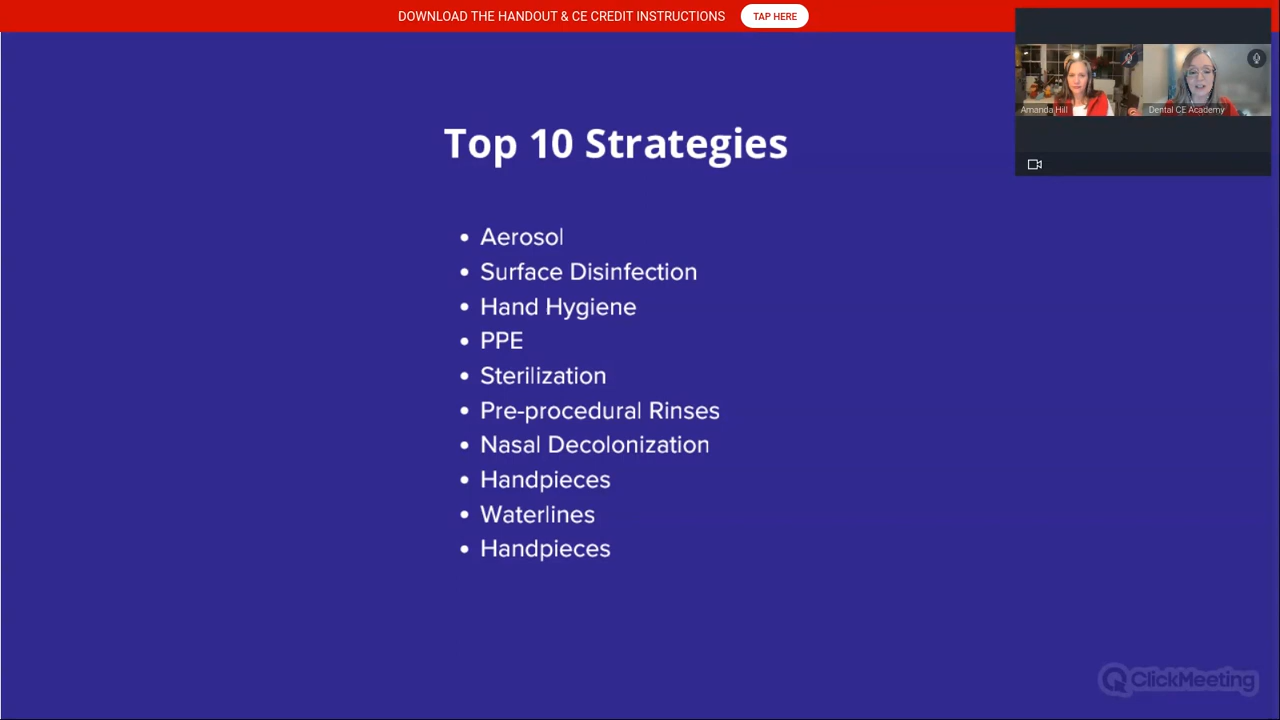 DOWNLOAD THE HANDOUT & CE CREDIT INSTRUCTIONS TAP HERE
Amanda Hill
Dental CE Academy
Top 10 Strategies
• Aerosol
• Surface Disinfection
• Hand Hygiene
• PPE
• Sterilization
• Pre-procedural Rinses
• Nasal Decolonization
• Handpieces
• Waterlines
• Handpieces
ClickMeeting